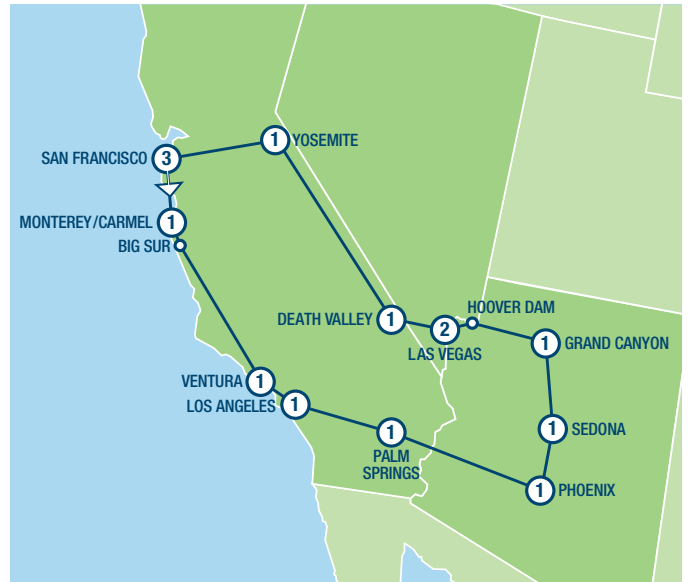 1 YOSEMITE
SAN FRANCISCO 3
MONTEREY/CARMEL 1
BIG SUR
HOOVER DAM
DEATH VALLEY 1
2
LAS VEGAS
1 GRAND CANYON
VENTURA 1
LOS ANGELES 1
1
PALM
SPRINGS
1 SEDONA
1 PHOENIX